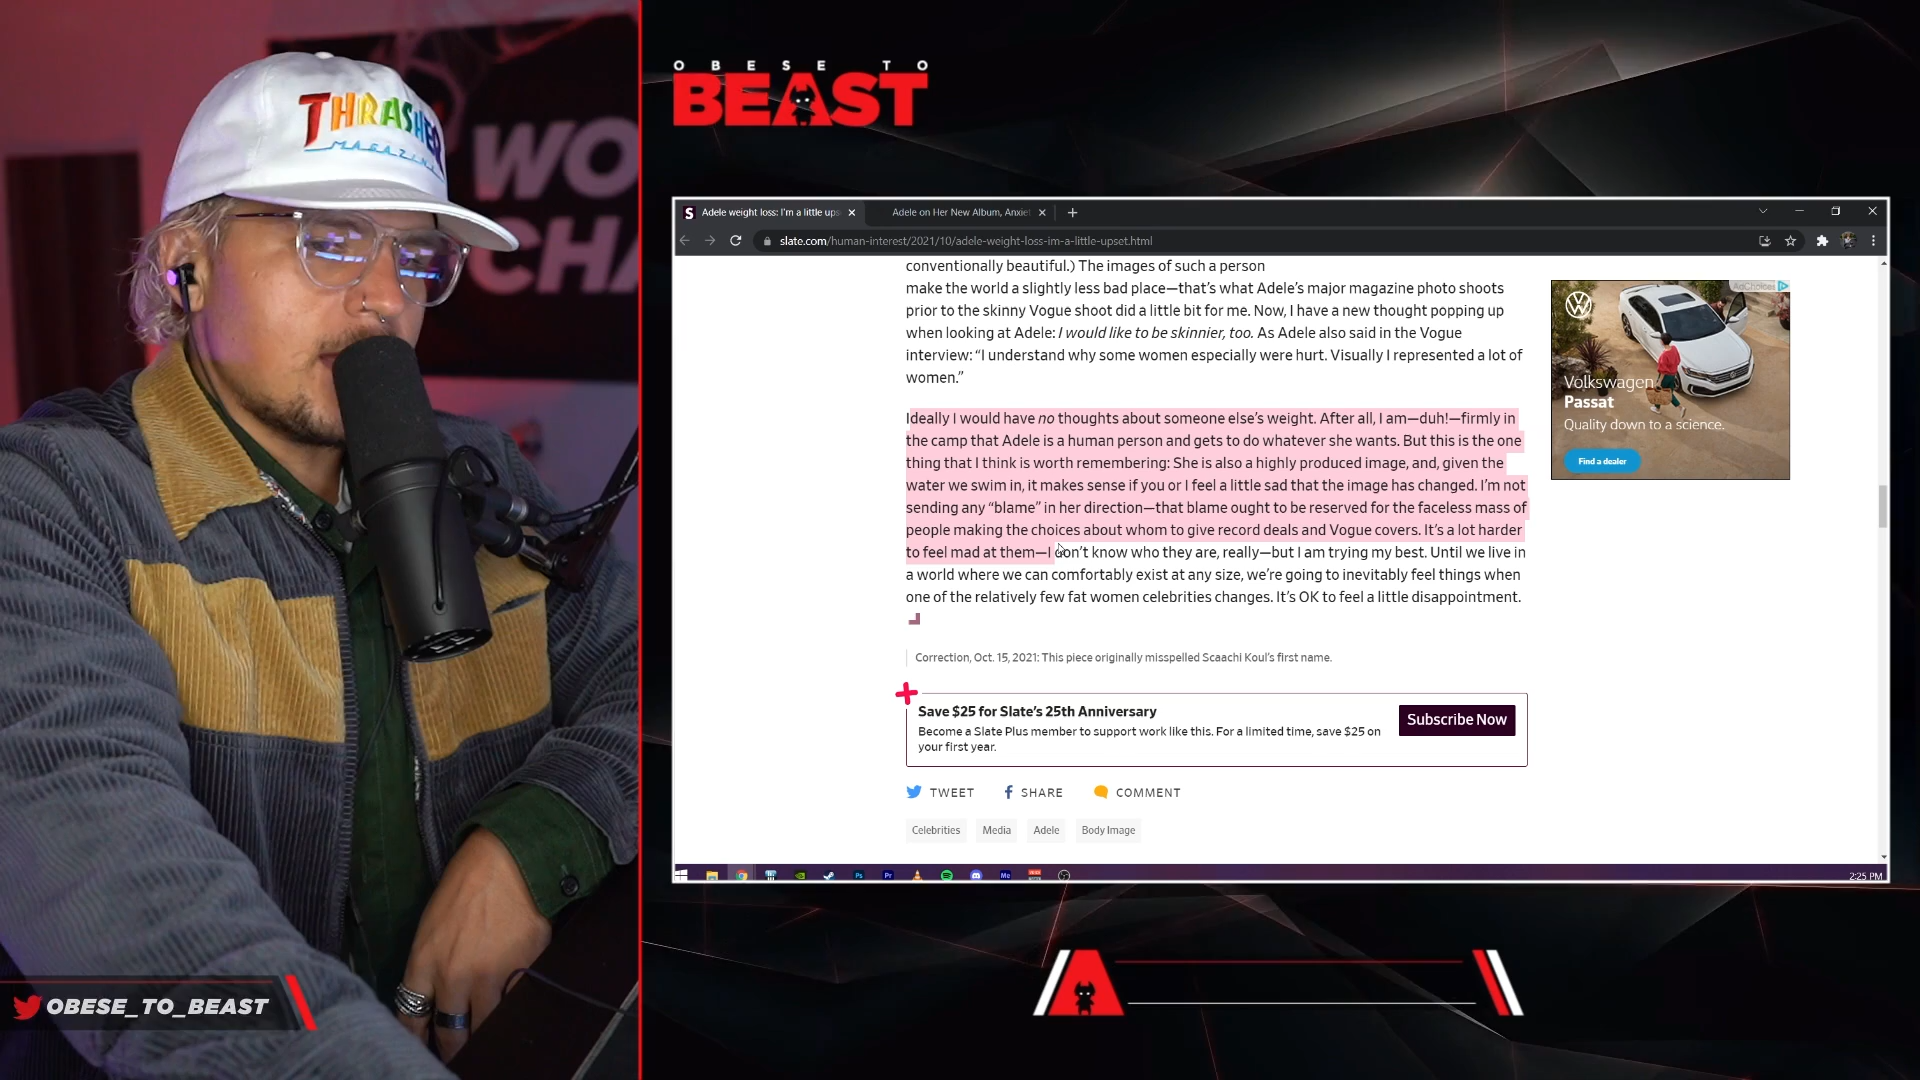 THRASHER
MAGAZINE
WO
CHA
OBESE_TO_BEAST
OBESE TO
BEAST
Adele weight loss: I'm a little ups
Adele on Her New Album, Anxie
slate.com/human-interest/2021/10/adele-weight-loss-im-a-little-upset.html
conventionally beautiful.) The images of such a person
make the world a slightly less bad place—that's what Adele's major magazine photo shoots
prior to the skinny Vogue shoot did a little bit for me. Now, I have a new thought popping up
when looking at Adele: I would like to be skinnier, too. As Adele also said in the Vogue
interview: “I understand why some women especially were hurt. Visually I represented a lot of
women.”
Ideally I would have no thoughts about someone else's weight. After all, I am—duh!—firmly in
the camp that Adele is a human person and gets to do whatever she wants. But this is the one
thing that I think is worth remembering: She is also a highly produced image, and, given the
water we swim in, it makes sense if you or I feel a little sad that the image has changed. I'm not
sending any “blame” in her direction—that blame ought to be reserved for the faceless mass of
people making the choices about whom to give record deals and Vogue covers. It's a lot harder
to feel mad at them—I don't know who they are, really—but I am trying my best. Until we live in
a world where we can comfortably exist at any size, we're going to inevitably feel things when
one of the relatively few fat women celebrities changes. It's OK to feel a little disappointment.
Correction, Oct. 15, 2021: This piece originally misspelled Scaachi Koul's first name.
Save $25 for Slate's 25th Anniversary
Become a Slate Plus member to support work like this. For a limited time, save $25 on
your first year.
Subscribe Now
TWEET SHARE COMMENT
Celebrities Media Adele Body Image
AdChoices
Volkswagen
Passat
Quality down to a science.
Find a dealer
2:25 PM